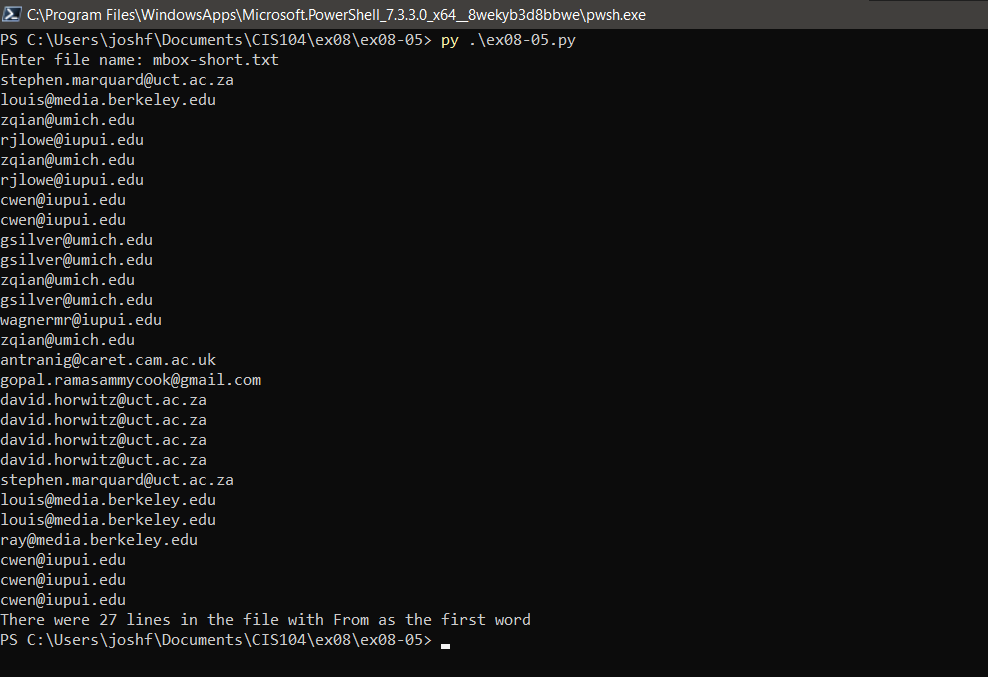 C:\Program Files\WindowsApps\Microsoft.PowerShell_7.3.3.0_x64__8wekyb3d8bbwe\pwsh.exe
PS C:\Users\joshf\Documents\CIS104\ex08\ex08-05> py .\ex08-05.py
Enter file name: mbox-short.txt
stephen.marquard@uct.ac.za
louis@media.berkeley.edu
zqian@umich.edu
rjlowe@iupui.edu
zqian@umich.edu
rjlowe@iupui.edu
cwen@iupui.edu
cwen@iupui.edu
gsilver@umich.edu
gsilver@umich.edu
zqian@umich.edu
gsilver@umich.edu
wagnermr@iupui.edu
zqian@umich.edu
antranig@caret.cam.ac.uk
gopal.ramasammycook@gmail.com
david.horwitz@uct.ac.za
david.horwitz@uct.ac.za
david.horwitz@uct.ac.za
david.horwitz@uct.ac.za
stephen.marquard@uct.ac.za
louis@media.berkeley.edu
louis@media.berkeley.edu
ray@media.berkeley.edu
cwen@iupui.edu
cwen@iupui.edu
cwen@iupui.edu
There were 27 lines in the file with From as the first word
PS C:\Users\joshf\Documents\CIS104\ex08\ex08-05>